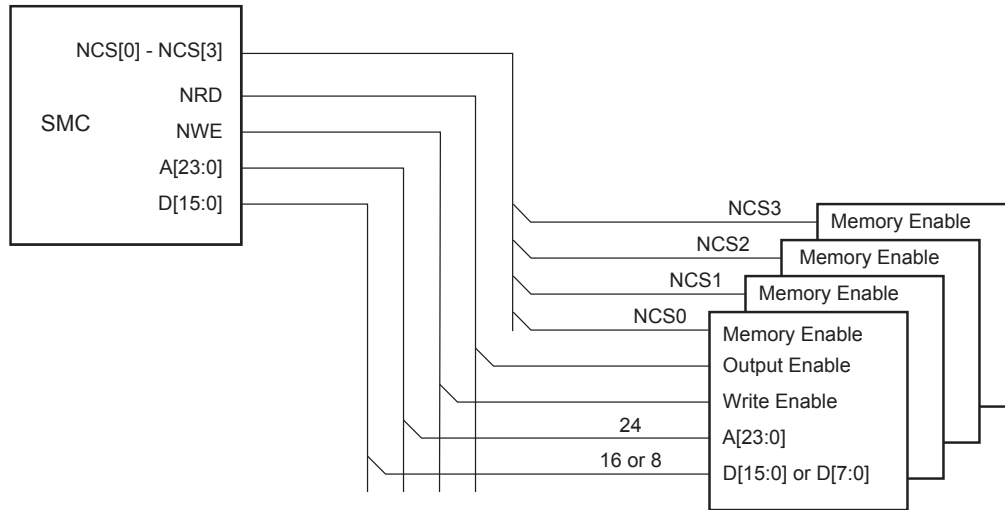 NCS[0] - NCS[3]
NRD
SMC
NWE
A[23:0]
D[15:0]
NCS3
Memory Enable
NCS2
Memory Enable
NCS1
Memory Enable
NCS0
Memory Enable
Output Enable
Write Enable
24
A[23:0]
16 or 8
D[15:0] or D[7:0]